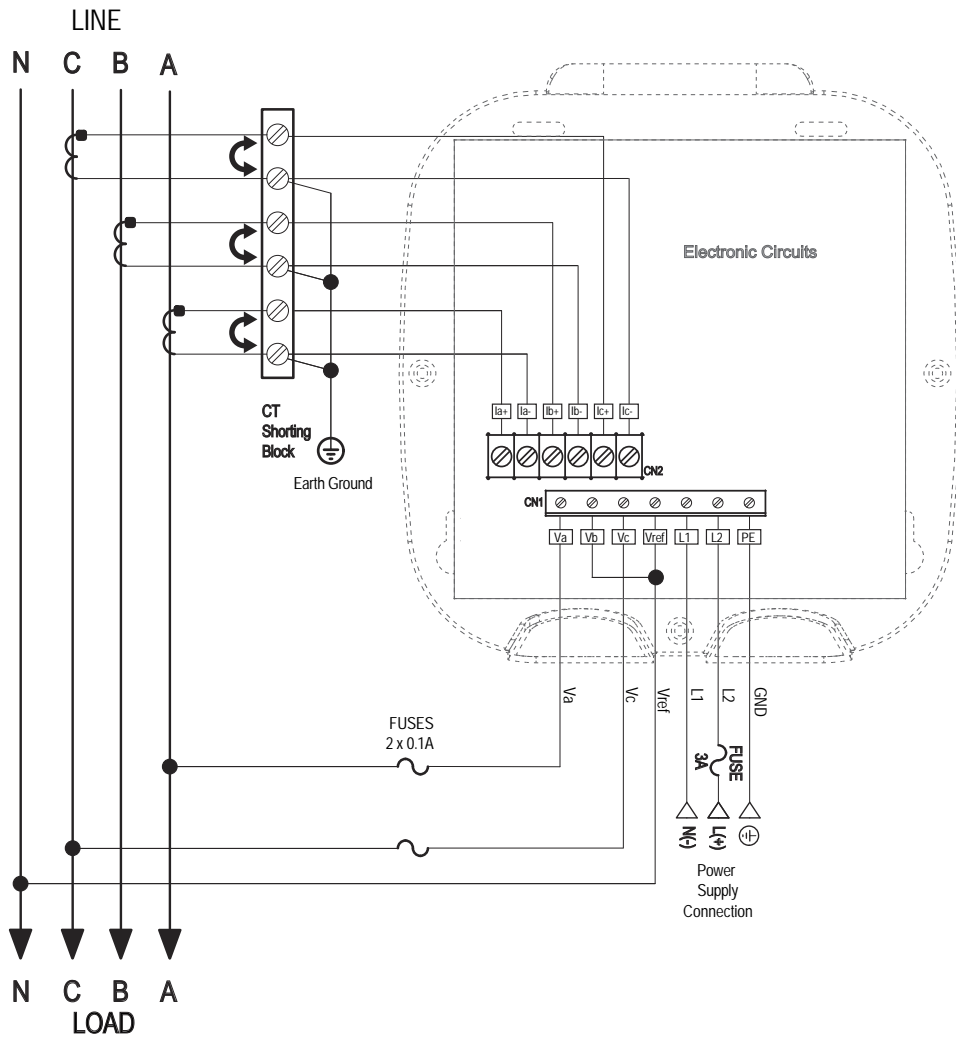 LINE
N C B A
Electronic Circuits
CT
Shorting
Block
Earth Ground
Ia+ Ia- Ib+ Ib- Ic+ Ic-
CN2
CN1
Va Vb Vc Vref L1 L2 PE
Va Vc Vref L1 L2 GND
FUSES
2 x 0.1A
FUSE
3A
N(-) L(+)
Power
Supply
Connection
N C B A
LOAD